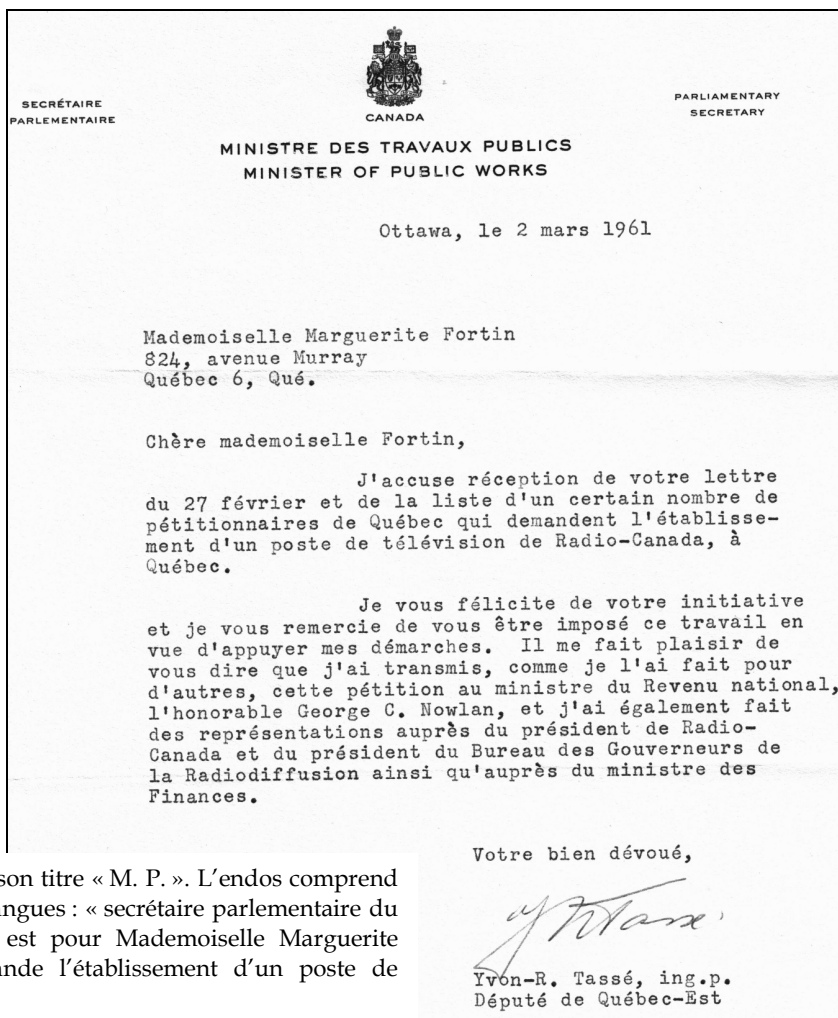 SECRÉTAIRE
PARLEMENTAIRE
CANADA
PARLIAMENTARY
SECRETARY
MINISTRE DES TRAVAUX PUBLICS
MINISTER OF PUBLIC WORKS
Ottawa, le 2 mars 1961
Mademoiselle Marguerite Fortin
824, avenue Murray
Québec 6, Qué.
Chère mademoiselle Fortin,
J'accuse réception de votre lettre
du 27 février et de la liste d'un certain nombre de
pétitionnaires de Québec qui demandent l'établisse-
ment d'un poste de télévision de Radio-Canada, à
Québec.
Je vous félicite de votre initiative
et je vous remercie de vous être imposé ce travail en
vue d'appuyer mes démarches. Il me fait plaisir de
vous dire que j'ai transmis, comme je l'ai fait pour
d'autres, cette pétition au ministre du Revenu national,
l'honorable George C. Nowlan, et j'ai également fait
des représentations auprès du président de Radio-
Canada et du président du Bureau des Gouverneurs de
la Radiodiffusion ainsi qu'auprès du ministre des
Finances.
Votre bien dévoué,
YRTassé
Yvon-R. Tassé, ing.p.
Député de Québec-Est
son titre « M. P. ». L'endos comprend
ngues : « secrétaire parlementaire du
est pour Mademoiselle Marguerite
nde l'établissement d'un poste de